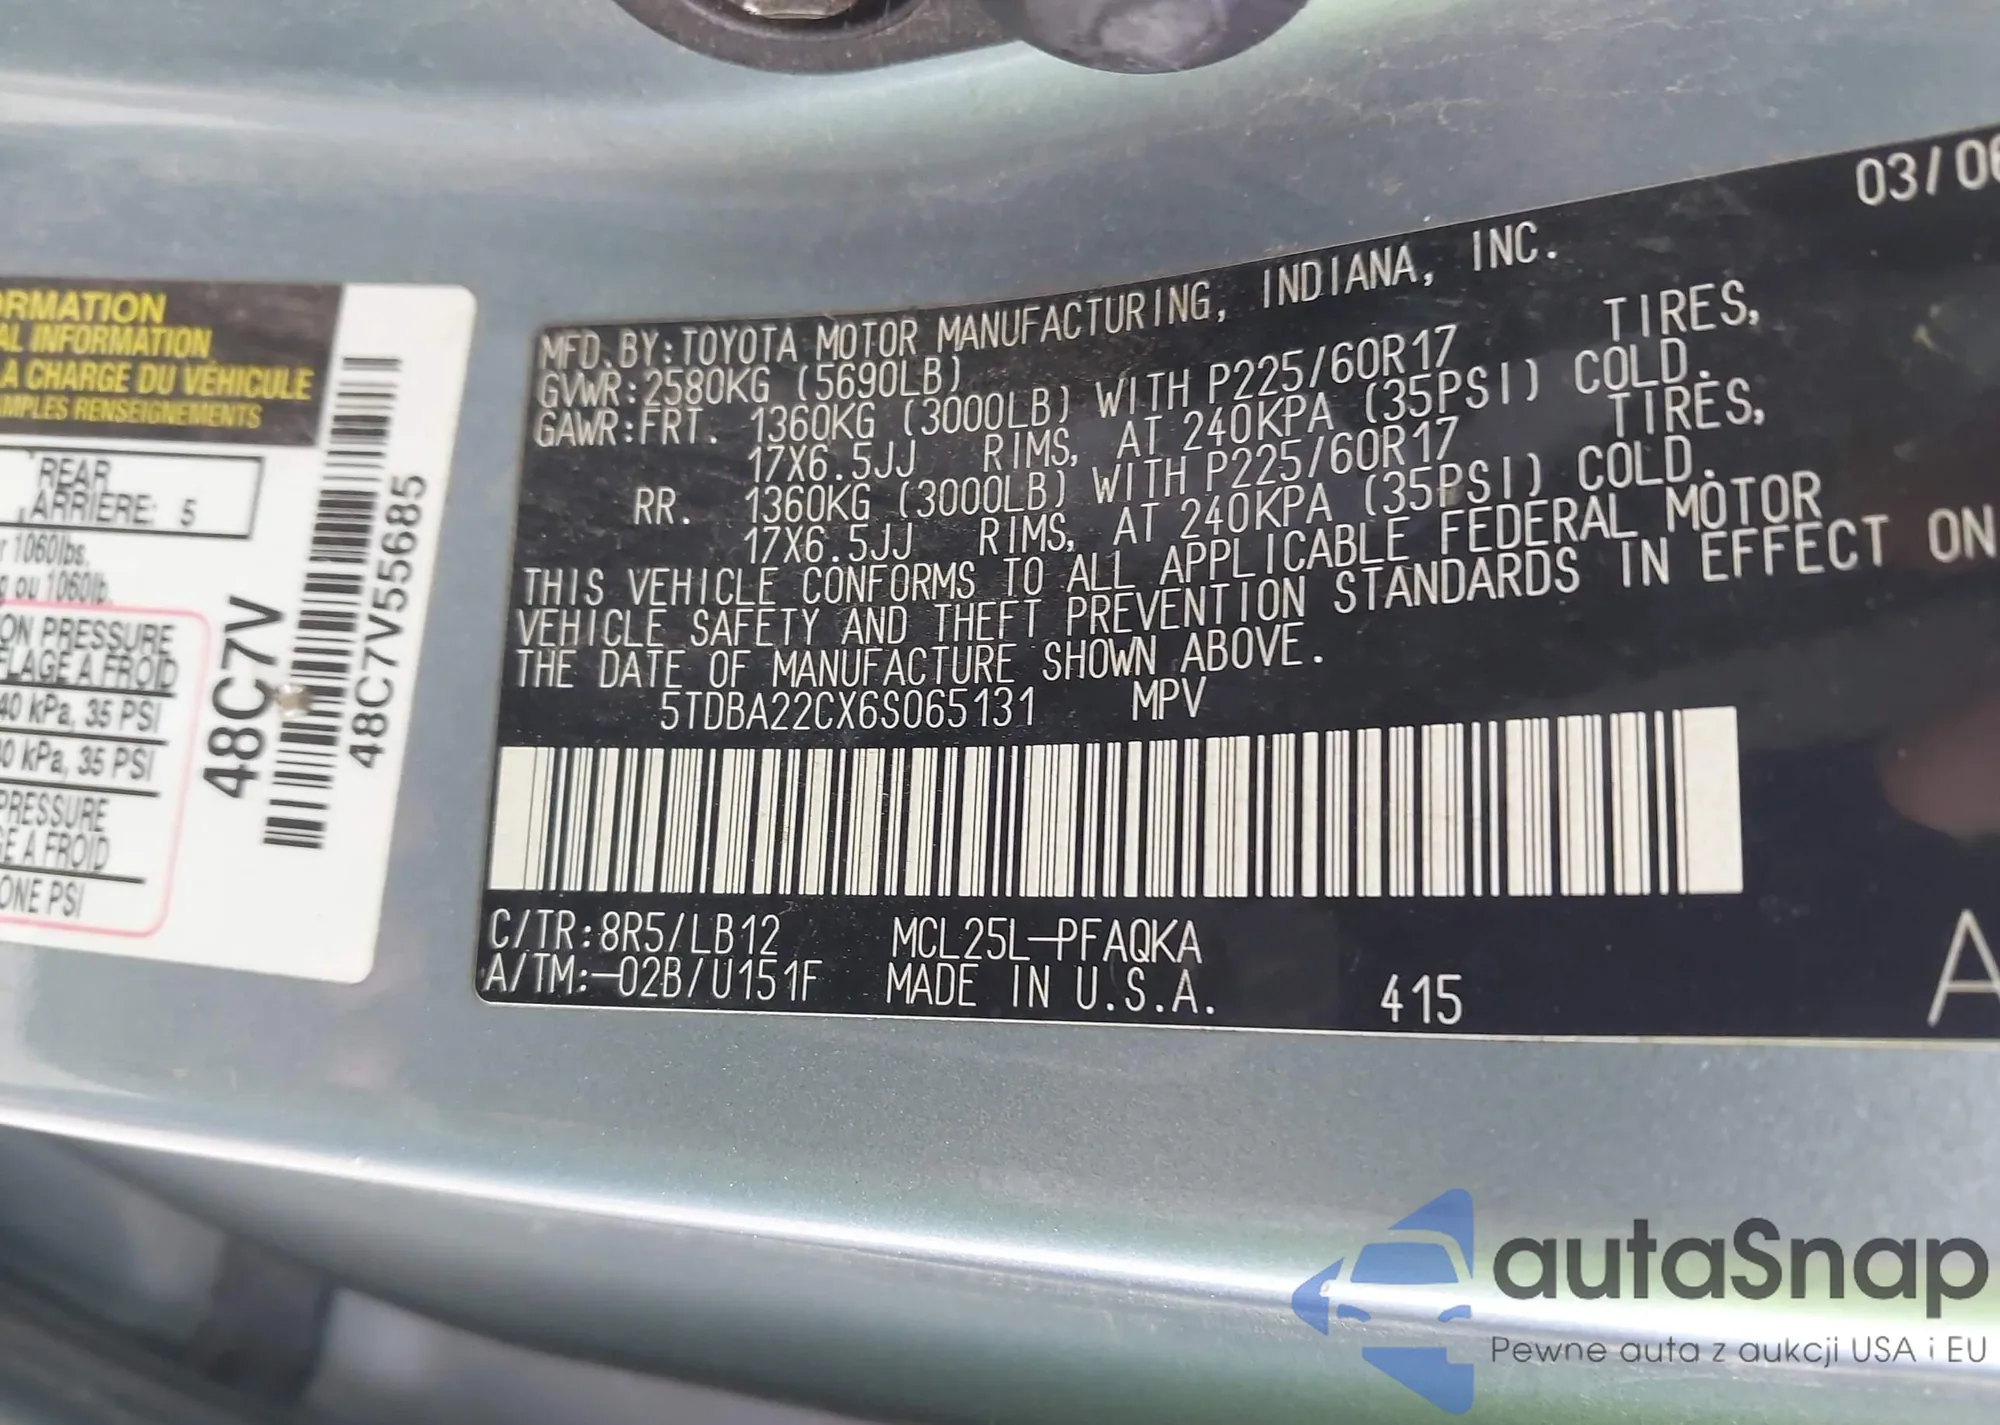 ORMATION
AL INFORMATION
A CHARGE DU VÉHICULE
AMPLES RENSEIGNEMENTS
REAR
ARRIÈRE: 5
r 1060lbs.
ou 1060lb.
ON PRESSURE
FLAGE A FROID
40 kPa, 35 PSI
0 kPa, 35 PSI
PRESSURE
GE A FROID
ONE PSI
48C7V
48C7V55685
03/06
MFD.BY:TOYOTA MOTOR MANUFACTURING, INDIANA, INC.
GVWR:2580KG (5690LB)
GAWR:FRT. 1360KG (3000LB) WITH P225/60R17 TIRES,
17X6.5JJ RIMS, AT 240KPA (35PSI) COLD.
RR. 1360KG (3000LB) WITH P225/60R17 TIRES,
17X6.5JJ RIMS, AT 240KPA (35PSI) COLD.
THIS VEHICLE CONFORMS TO ALL APPLICABLE FEDERAL MOTOR
VEHICLE SAFETY AND THEFT PREVENTION STANDARDS IN EFFECT ON
THE DATE OF MANUFACTURE SHOWN ABOVE.
5TDBA22CX6S065131 MPV
C/TR:8R5/LB12 MCL25L-PFAQKA
A/TM:-02B/U151F MADE IN U.S.A. 415
A
autaSnap
Pewne auta z aukcji USA i EU